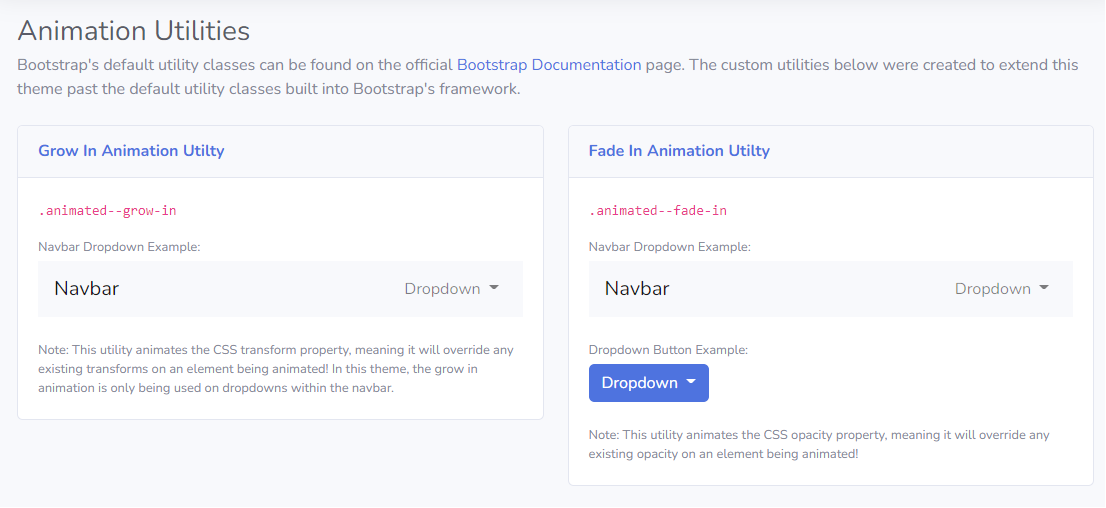 Animation Utilities
Bootstrap's default utility classes can be found on the official Bootstrap Documentation page. The custom utilities below were created to extend this
theme past the default utility classes built into Bootstrap's framework.
Grow In Animation Utilty
.animated--grow-in
Navbar Dropdown Example:
Navbar Dropdown
Note: This utility animates the CSS transform property, meaning it will override any
existing transforms on an element being animated! In this theme, the grow in
animation is only being used on dropdowns within the navbar.
Fade In Animation Utilty
.animated--fade-in
Navbar Dropdown Example:
Navbar Dropdown
Dropdown Button Example:
Dropdown
Note: This utility animates the CSS opacity property, meaning it will override any
existing opacity on an element being animated!